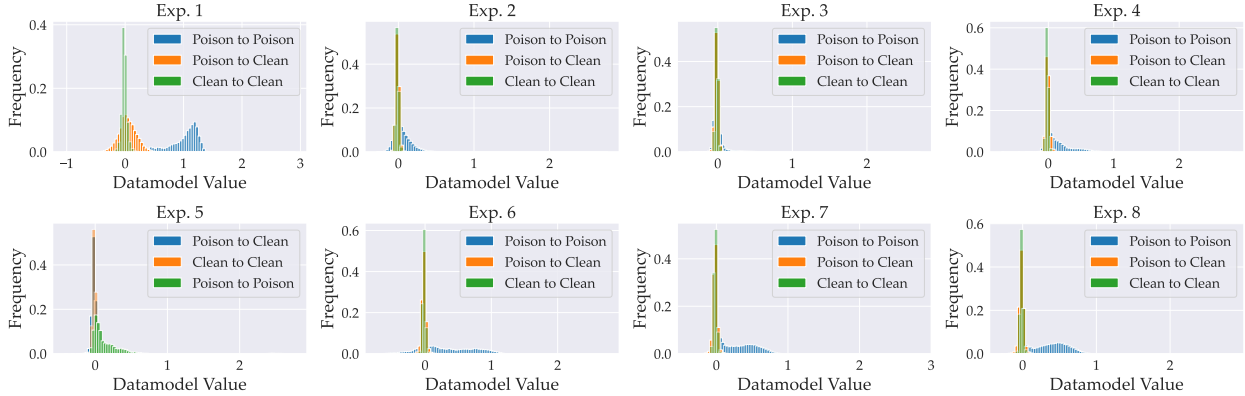 Exp. 1
Frequency
0.4
0.2
0.0
Poison to Poison
Poison to Clean
Clean to Clean
−1
0
1
2
3
Datamodel Value
Exp. 2
Frequency
0.4
0.2
0.0
Poison to Poison
Poison to Clean
Clean to Clean
0
1
2
Datamodel Value
Exp. 3
Frequency
0.4
0.2
0.0
Poison to Poison
Poison to Clean
Clean to Clean
0
1
2
Datamodel Value
Exp. 4
Frequency
0.6
0.4
0.2
0.0
Poison to Poison
Poison to Clean
Clean to Clean
0
1
2
Datamodel Value
Exp. 5
Frequency
0.4
0.2
0.0
Poison to Clean
Clean to Clean
Poison to Poison
0
1
2
Datamodel Value
Exp. 6
Frequency
0.6
0.4
0.2
0.0
Poison to Poison
Poison to Clean
Clean to Clean
0
1
2
Datamodel Value
Exp. 7
Frequency
0.4
0.2
0.0
Poison to Poison
Poison to Clean
Clean to Clean
0
1
2
3
Datamodel Value
Exp. 8
Frequency
0.6
0.4
0.2
0.0
Poison to Poison
Poison to Clean
Clean to Clean
0
1
2
Datamodel Value